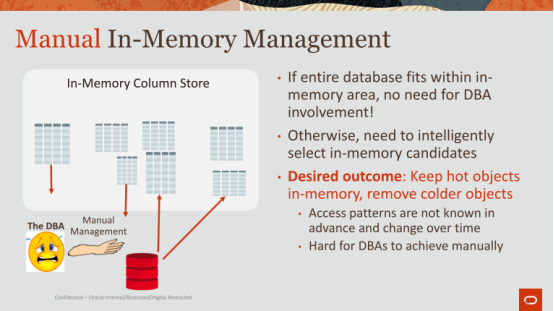 Manual In-Memory Management
In-Memory Column Store
The DBA
Manual
Management
• If entire database fits within in-
memory area, no need for DBA
involvement!
• Otherwise, need to intelligently
select in-memory candidates
• Desired outcome: Keep hot objects
in-memory, remove colder objects
• Access patterns are not known in
advance and change over time
• Hard for DBAs to achieve manually
Confidential – Oracle Internal/Restricted/Highly Restricted